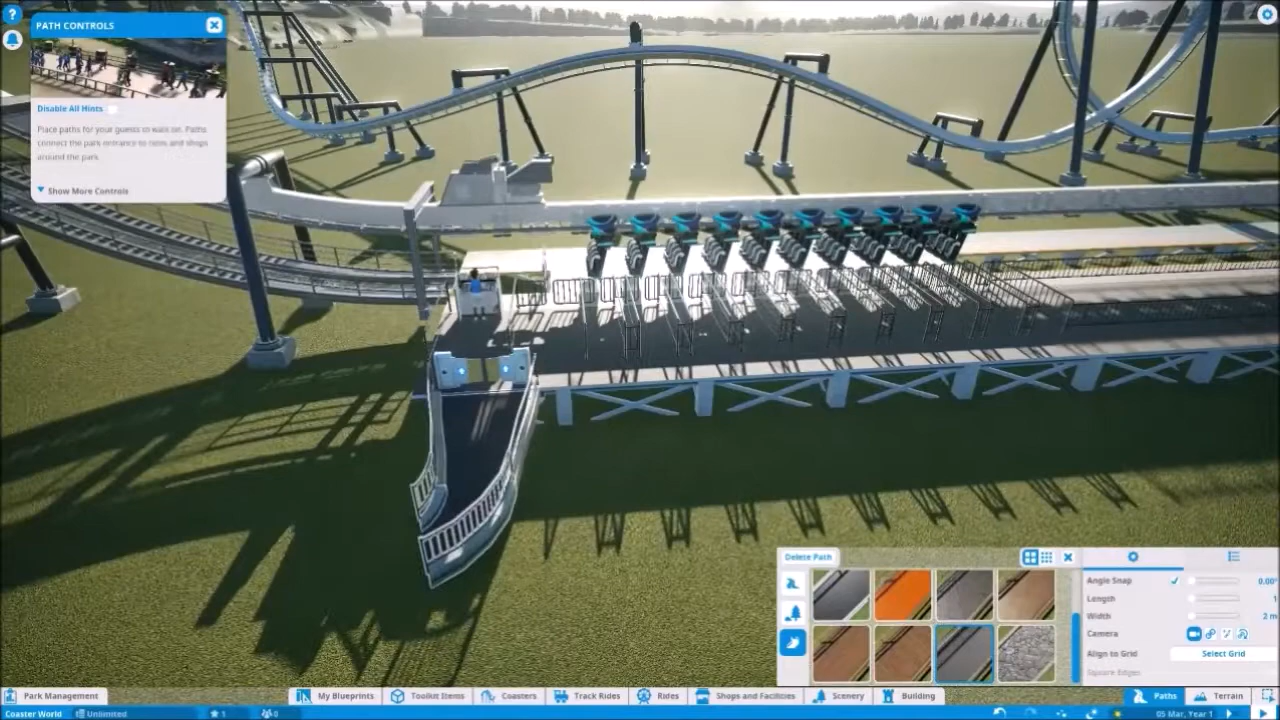 PATH CONTROLS
Disable All Hints
Place paths for your guests to walk on. Paths
connect the park entrance to rides and shops
around the park.
Show More Controls
Delete Path
Angle Snap
0.00°
Length
1
Width
2 m
Camera
Align to Grid
Select Grid
Square Edges
Park Management
My Blueprints
Toolkit Items
Coasters
Track Rides
Rides
Shops and Facilities
Scenery
Building
Paths
Terrain
Coaster World
Unlimited
1
0
05 Mar, Year 1